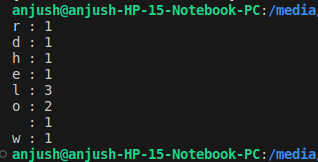 anjush@anjush-HP-15-Notebook-PC:/media/
r : 1
d : 1
h : 1
e : 1
l : 3
o : 2
  : 1
w : 1
anjush@anjush-HP-15-Notebook-PC:/media